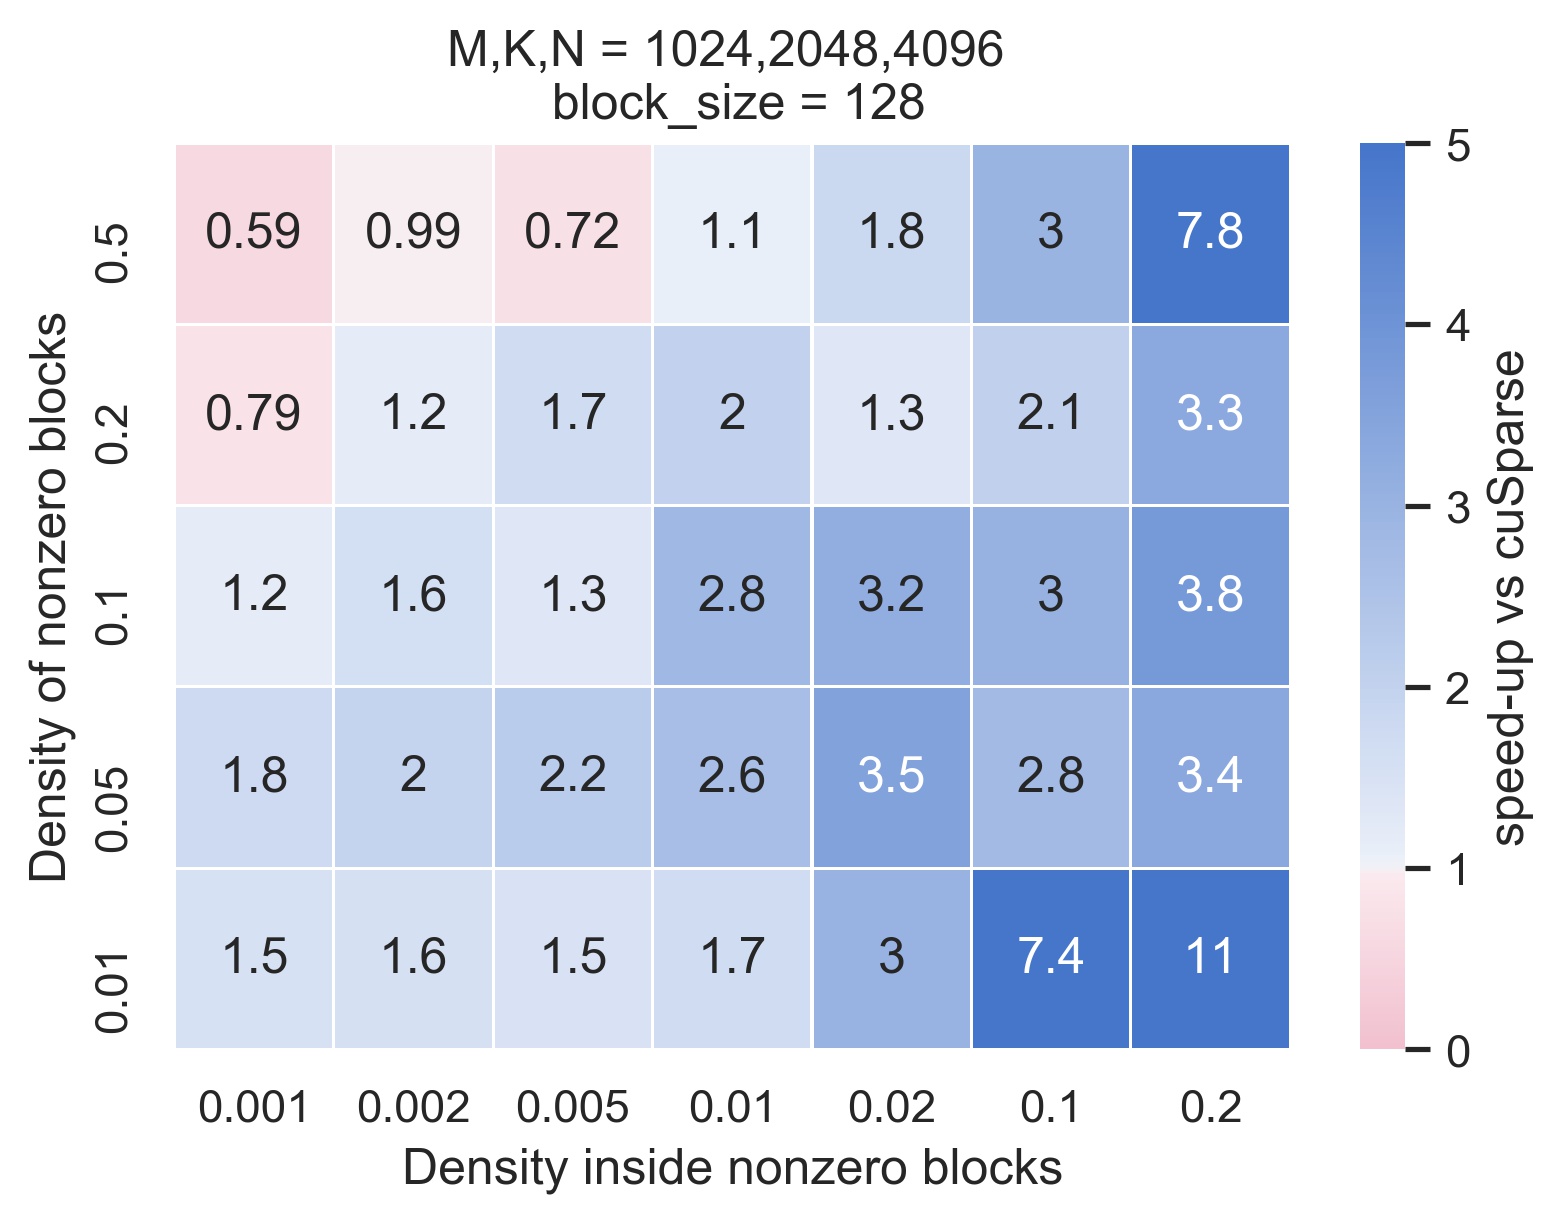 M,K,N = 1024,2048,4096
block_size = 128
Density of nonzero blocks
0.5
0.59 0.99 0.72 1.1 1.8 3 7.8
0.2
0.79 1.2 1.7 2 1.3 2.1 3.3
0.1
1.2 1.6 1.3 2.8 3.2 3 3.8
0.05
1.8 2 2.2 2.6 3.5 2.8 3.4
0.01
1.5 1.6 1.5 1.7 3 7.4 11
0.001 0.002 0.005 0.01 0.02 0.1 0.2
Density inside nonzero blocks
5
4
3
2
1
0
speed-up vs cuSparse